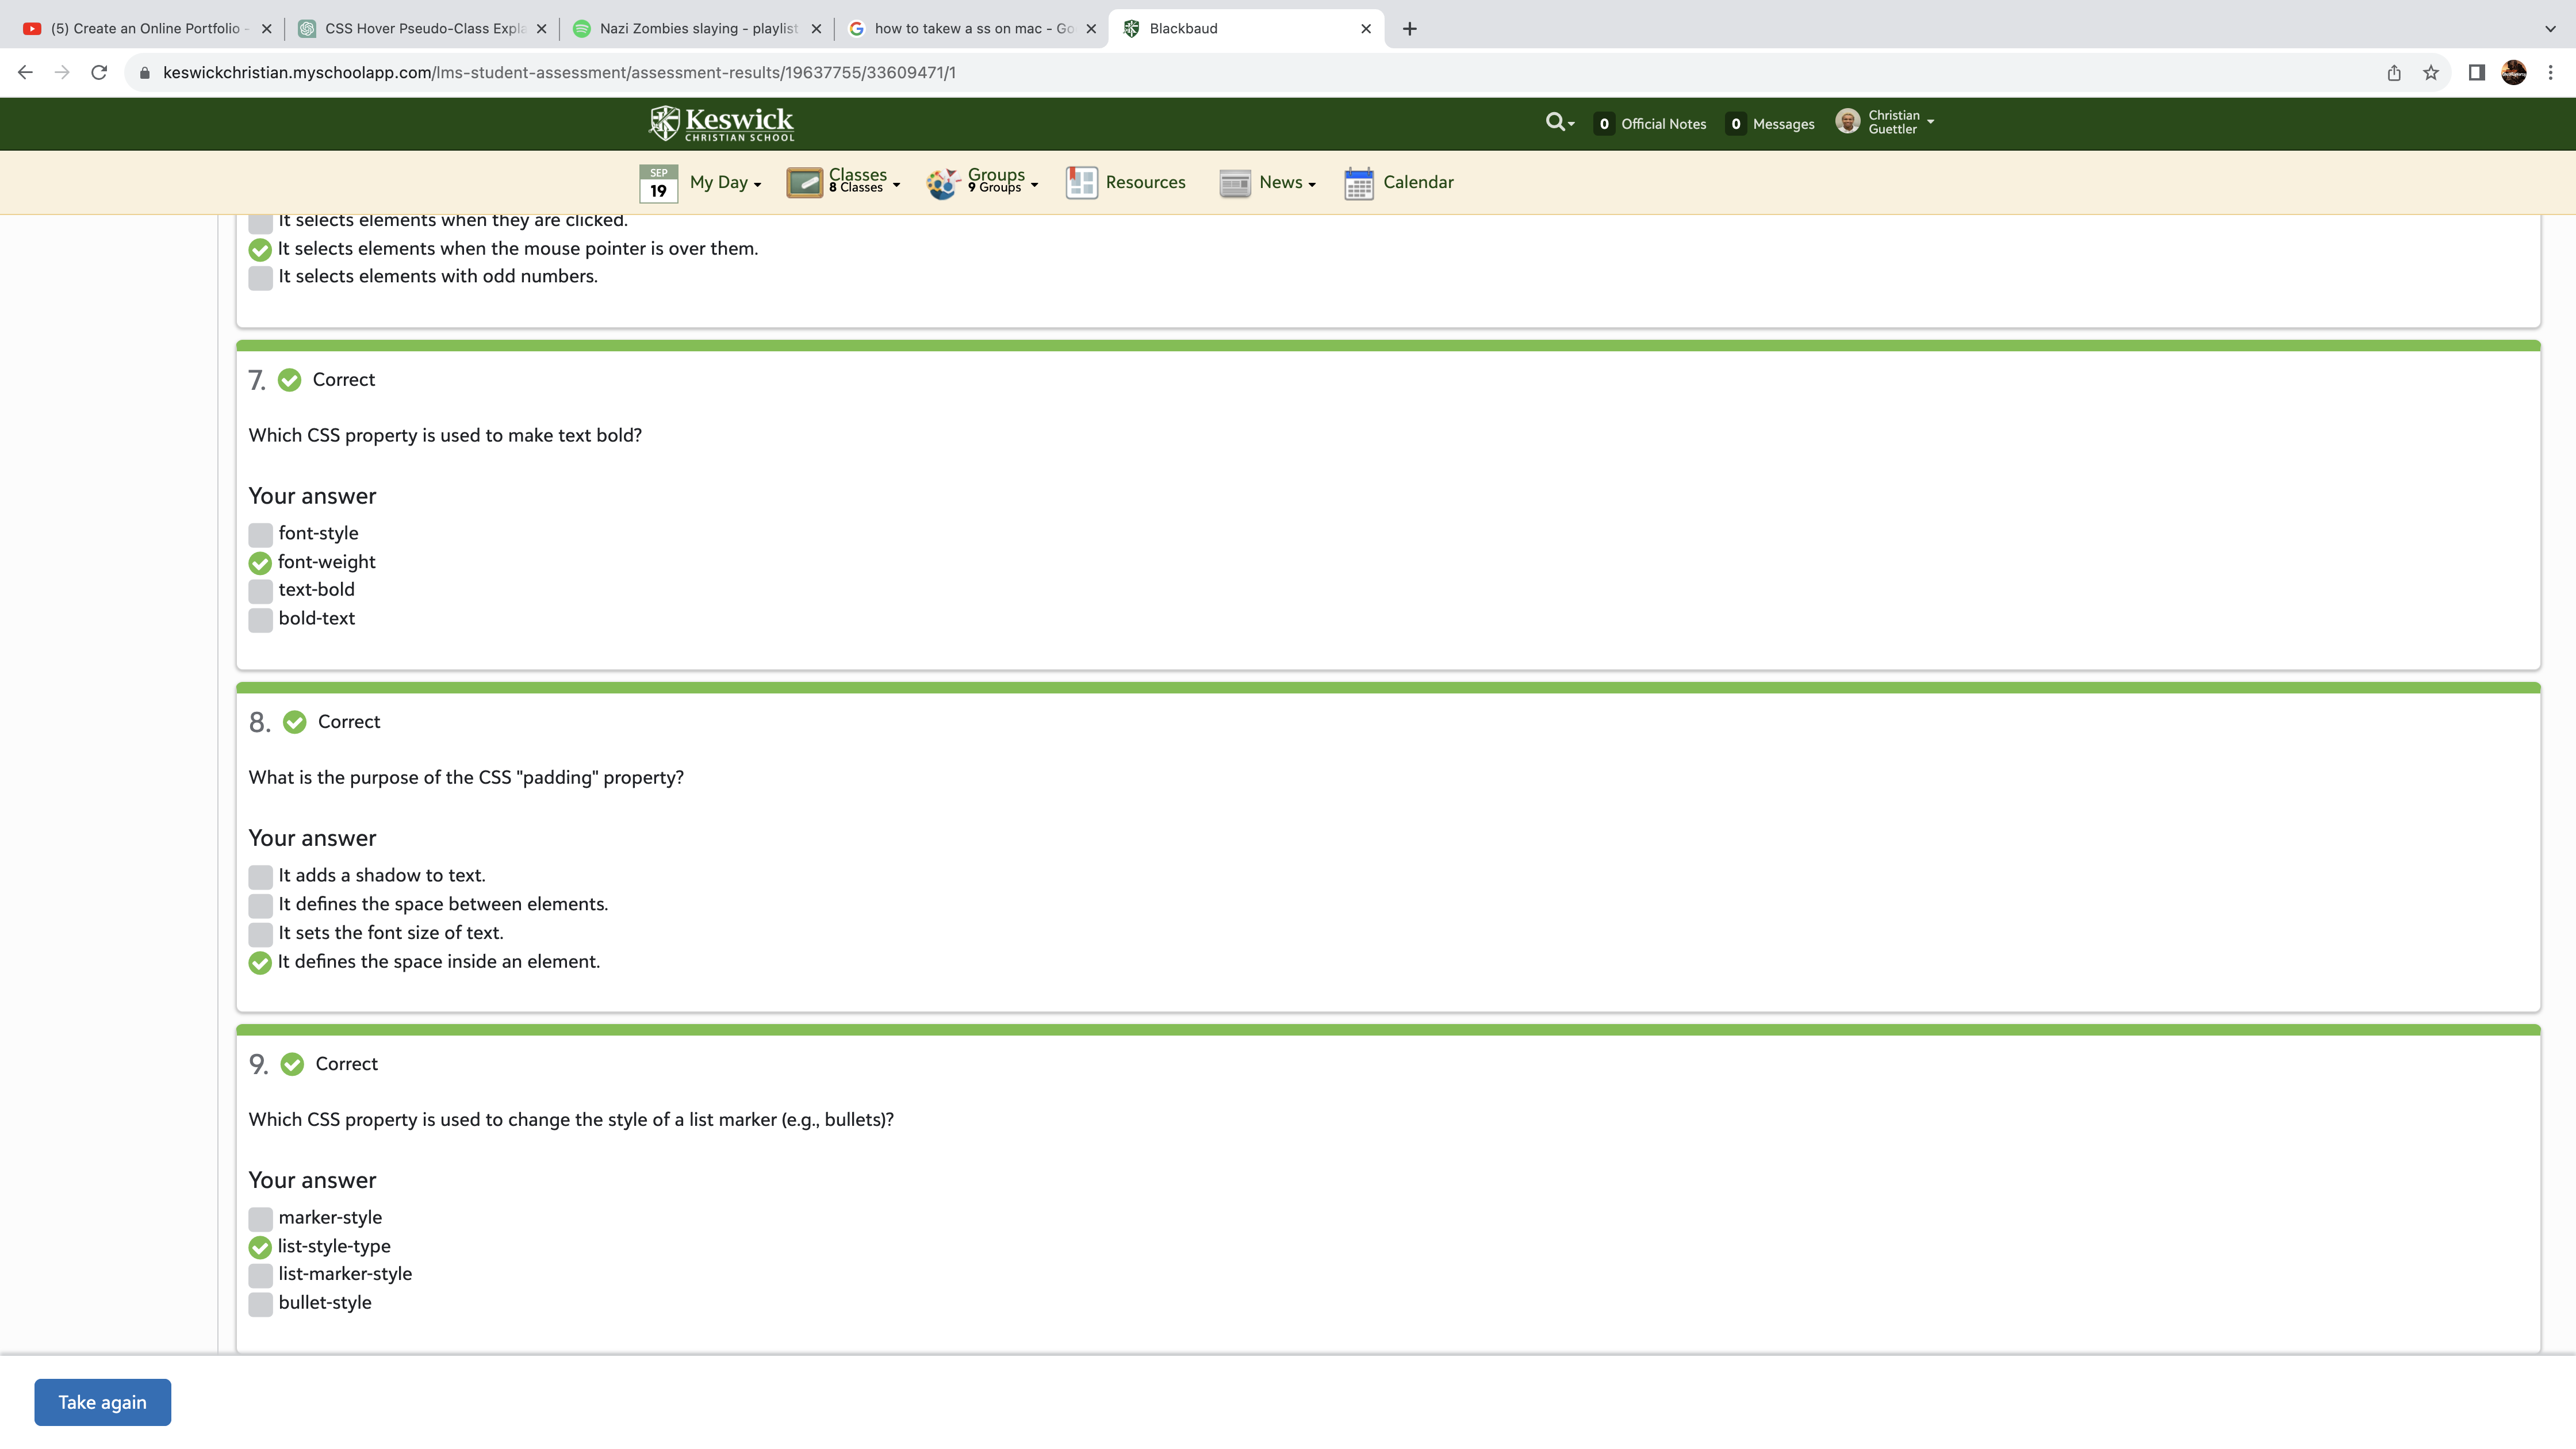 (5) Create an Online Portfolio -
CSS Hover Pseudo-Class Expla
Nazi Zombies slaying - playlist
how to takew a ss on mac - Go
Blackbaud
keswickchristian.myschoolapp.com/lms-student-assessment/assessment-results/19637755/33609471/1
Keswick
CHRISTIAN SCHOOL
0 Official Notes
0 Messages
Christian
Guettler
SEP
19
My Day
Classes
8 Classes
Groups
9 Groups
Resources
News
Calendar
It selects elements when they are clicked.
It selects elements when the mouse pointer is over them.
It selects elements with odd numbers.
7. Correct
Which CSS property is used to make text bold?
Your answer
font-style
font-weight
text-bold
bold-text
8. Correct
What is the purpose of the CSS "padding" property?
Your answer
It adds a shadow to text.
It defines the space between elements.
It sets the font size of text.
It defines the space inside an element.
9. Correct
Which CSS property is used to change the style of a list marker (e.g., bullets)?
Your answer
marker-style
list-style-type
list-marker-style
bullet-style
Take again